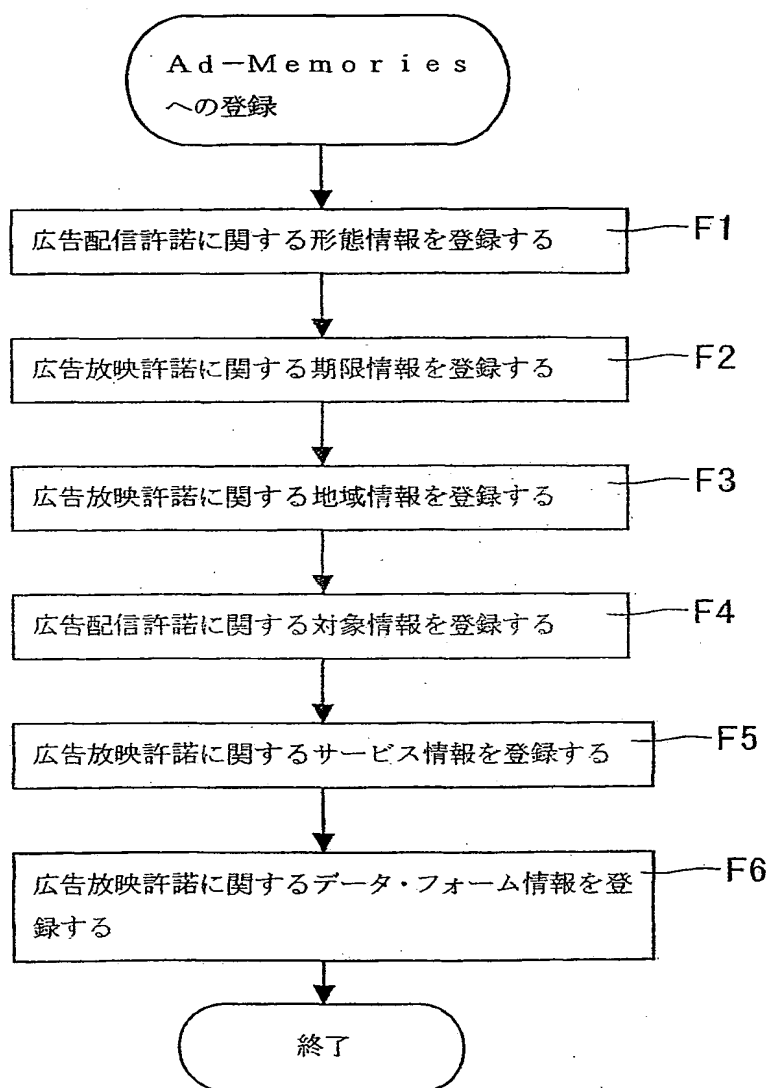 Ad－Memories
への登録
広告配信許諾に関する形態情報を登録する
F1
広告放映許諾に関する期限情報を登録する
F2
広告放映許諾に関する地域情報を登録する
F3
広告配信許諾に関する対象情報を登録する
F4
広告放映許諾に関するサービス情報を登録する
F5
広告放映許諾に関するデータ・フォーム情報を登
録する
F6
終了